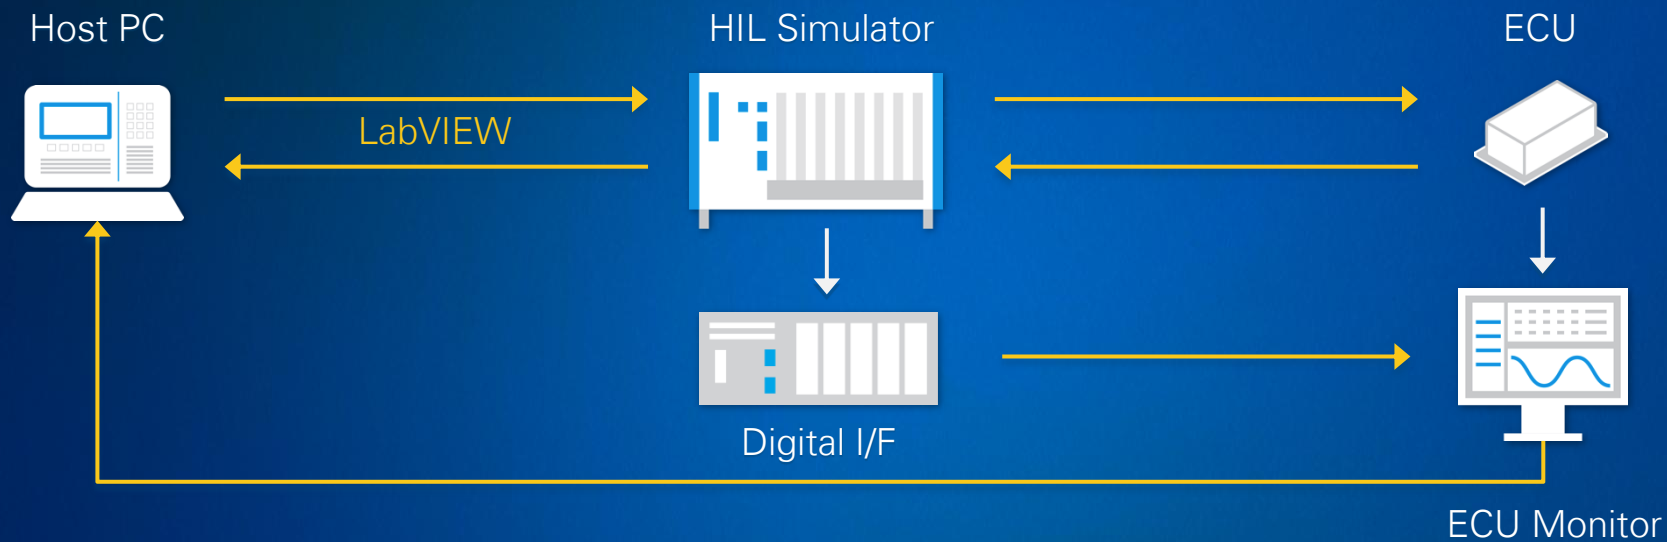 Host PC
HIL Simulator
ECU
LabVIEW
Digital I/F
ECU Monitor